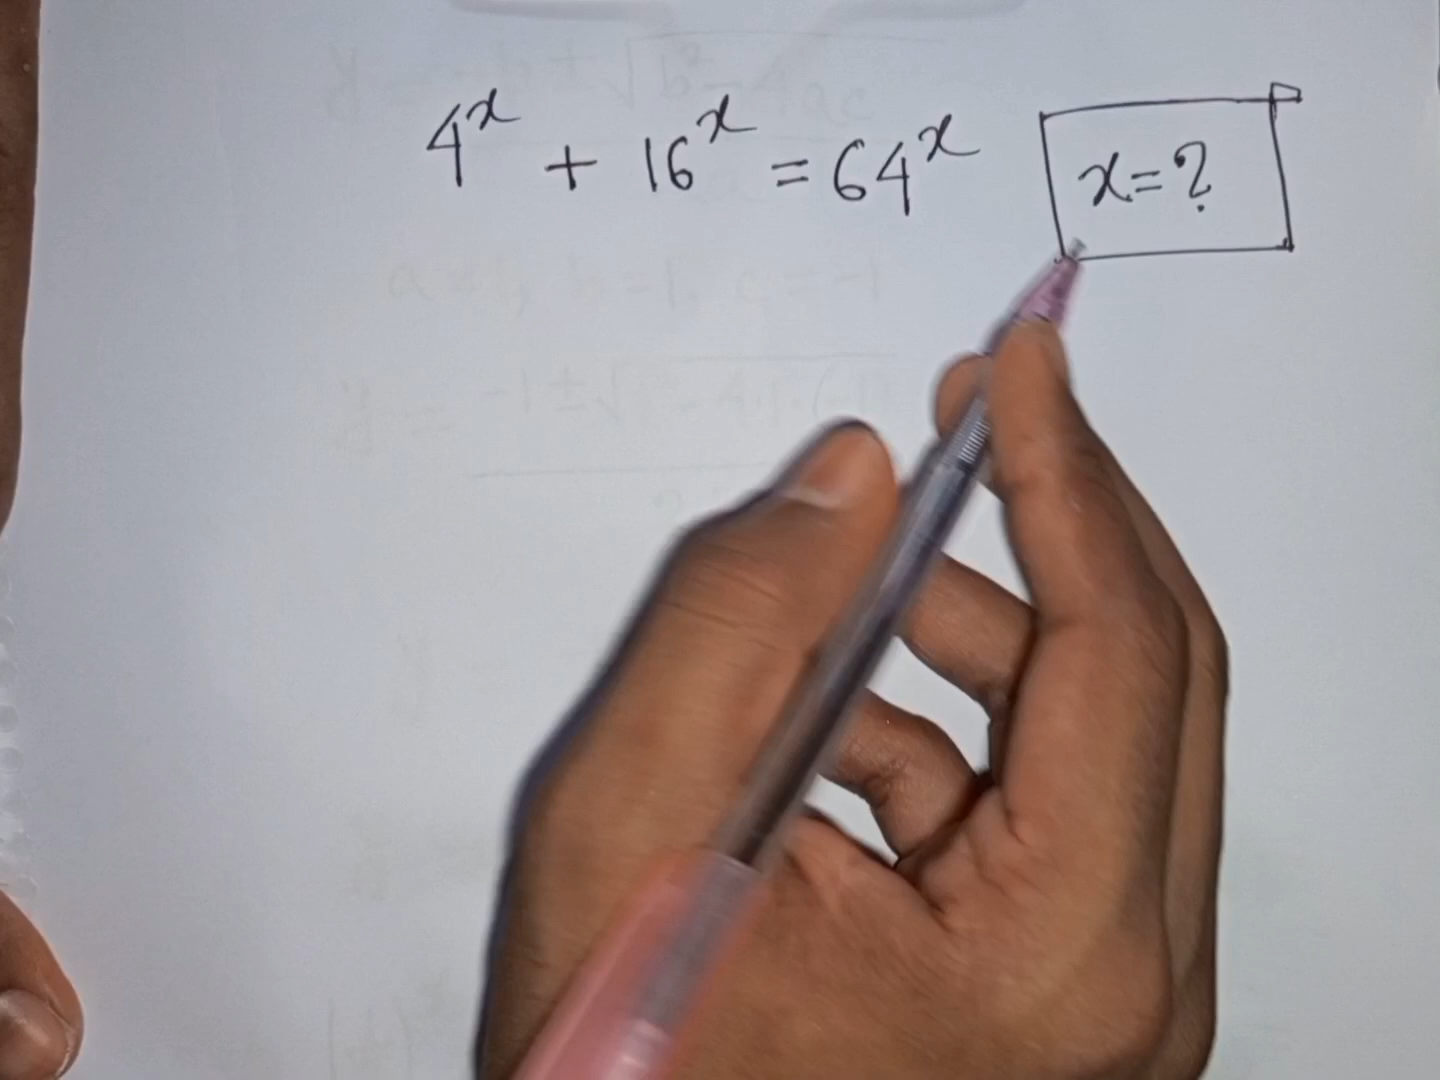 4^x + 16^x = 64^x x=?